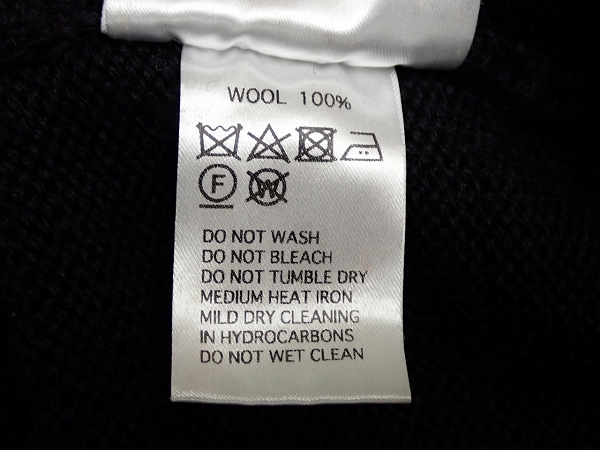 WOOL 100%
F W
DO NOT WASH
DO NOT BLEACH
DO NOT TUMBLE DRY
MEDIUM HEAT IRON
MILD DRY CLEANING
IN HYDROCARBONS
DO NOT WET CLEAN